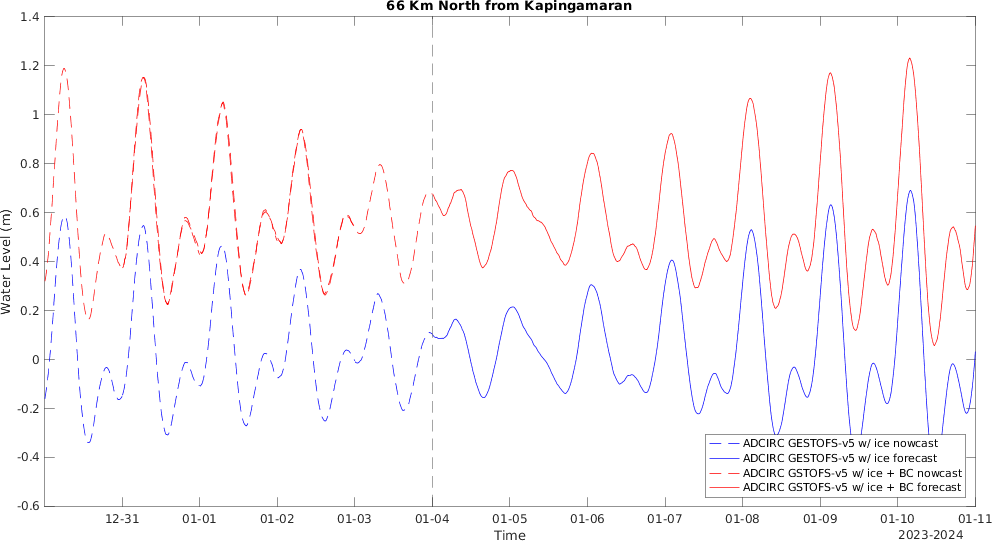 66 Km North from Kapingamaran
Water Level (m)
1.4
1.2
1
0.8
0.6
0.4
0.2
0
-0.2
-0.4
-0.6
ADCIRC GESTOFS-v5 w/ ice nowcast
ADCIRC GESTOFS-v5 w/ ice forecast
ADCIRC GSTOFS-v5 w/ ice + BC nowcast
ADCIRC GSTOFS-v5 w/ ice + BC forecast
12-31 01-01 01-02 01-03 01-04 01-05 01-06 01-07 01-08 01-09 01-10 01-11
Time
2023-2024